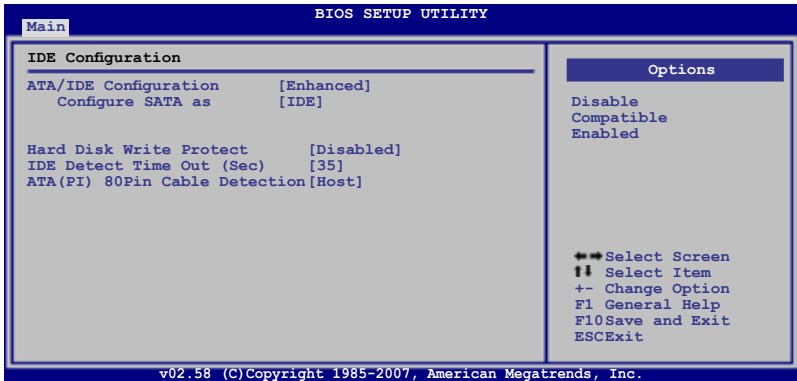 BIOS SETUP UTILITY
Main
IDE Configuration
ATA/IDE Configuration [Enhanced]
Configure SATA as [IDE]
Hard Disk Write Protect [Disabled]
IDE Detect Time Out (Sec) [35]
ATA(PI) 80Pin Cable Detection[Host]
Options
Disable
Compatible
Enabled
Select Screen
Select Item
+- Change Option
F1 General Help
F10Save and Exit
ESCExit
v02.58 (C)Copyright 1985-2007, American Megatrends, Inc.